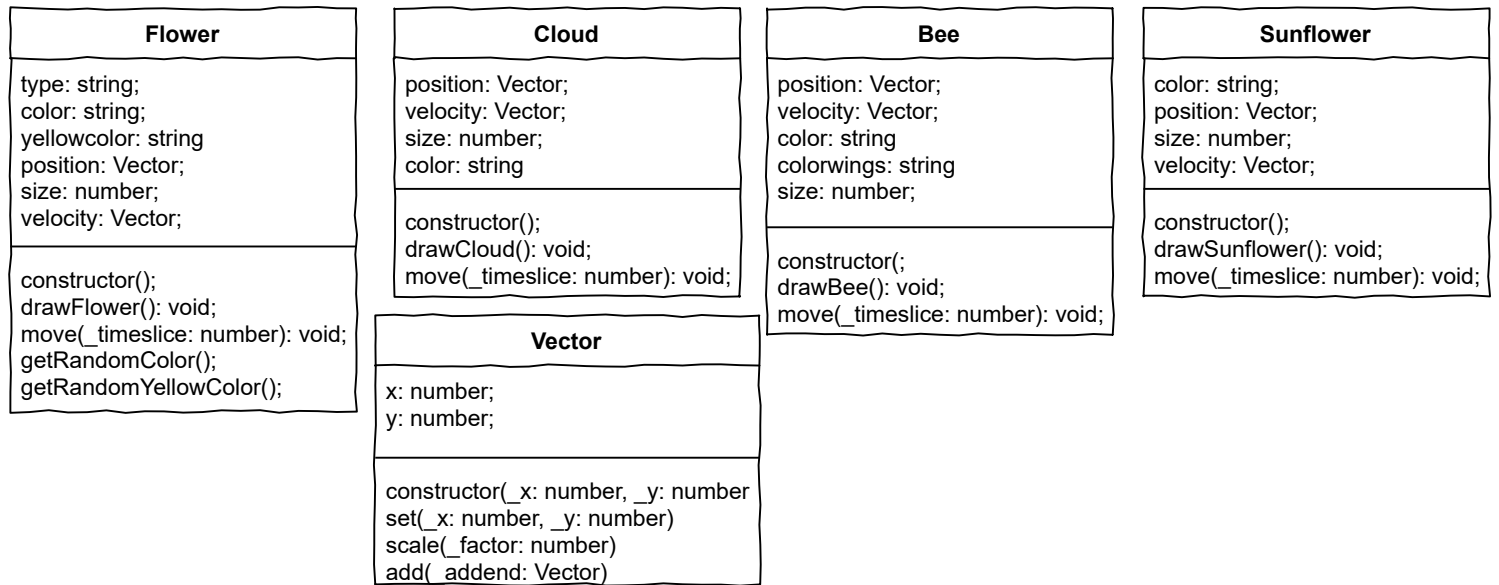 Flower
type: string;
color: string;
yellowcolor: string
position: Vector;
size: number;
velocity: Vector;
constructor();
drawFlower(): void;
move(_timeslice: number): void;
getRandomColor();
getRandomYellowColor();
Cloud
position: Vector;
velocity: Vector;
size: number;
color: string
constructor();
drawCloud(): void;
move(_timeslice: number): void;
Bee
position: Vector;
velocity: Vector;
color: string
colorwings: string
size: number;
constructor(;
drawBee(): void;
move(_timeslice: number): void;
Sunflower
color: string;
position: Vector;
size: number;
velocity: Vector;
constructor();
drawSunflower(): void;
move(_timeslice: number): void;
Vector
x: number;
y: number;
constructor(_x: number, _y: number
set(_x: number, _y: number)
scale(_factor: number)
add(_addend: Vector)